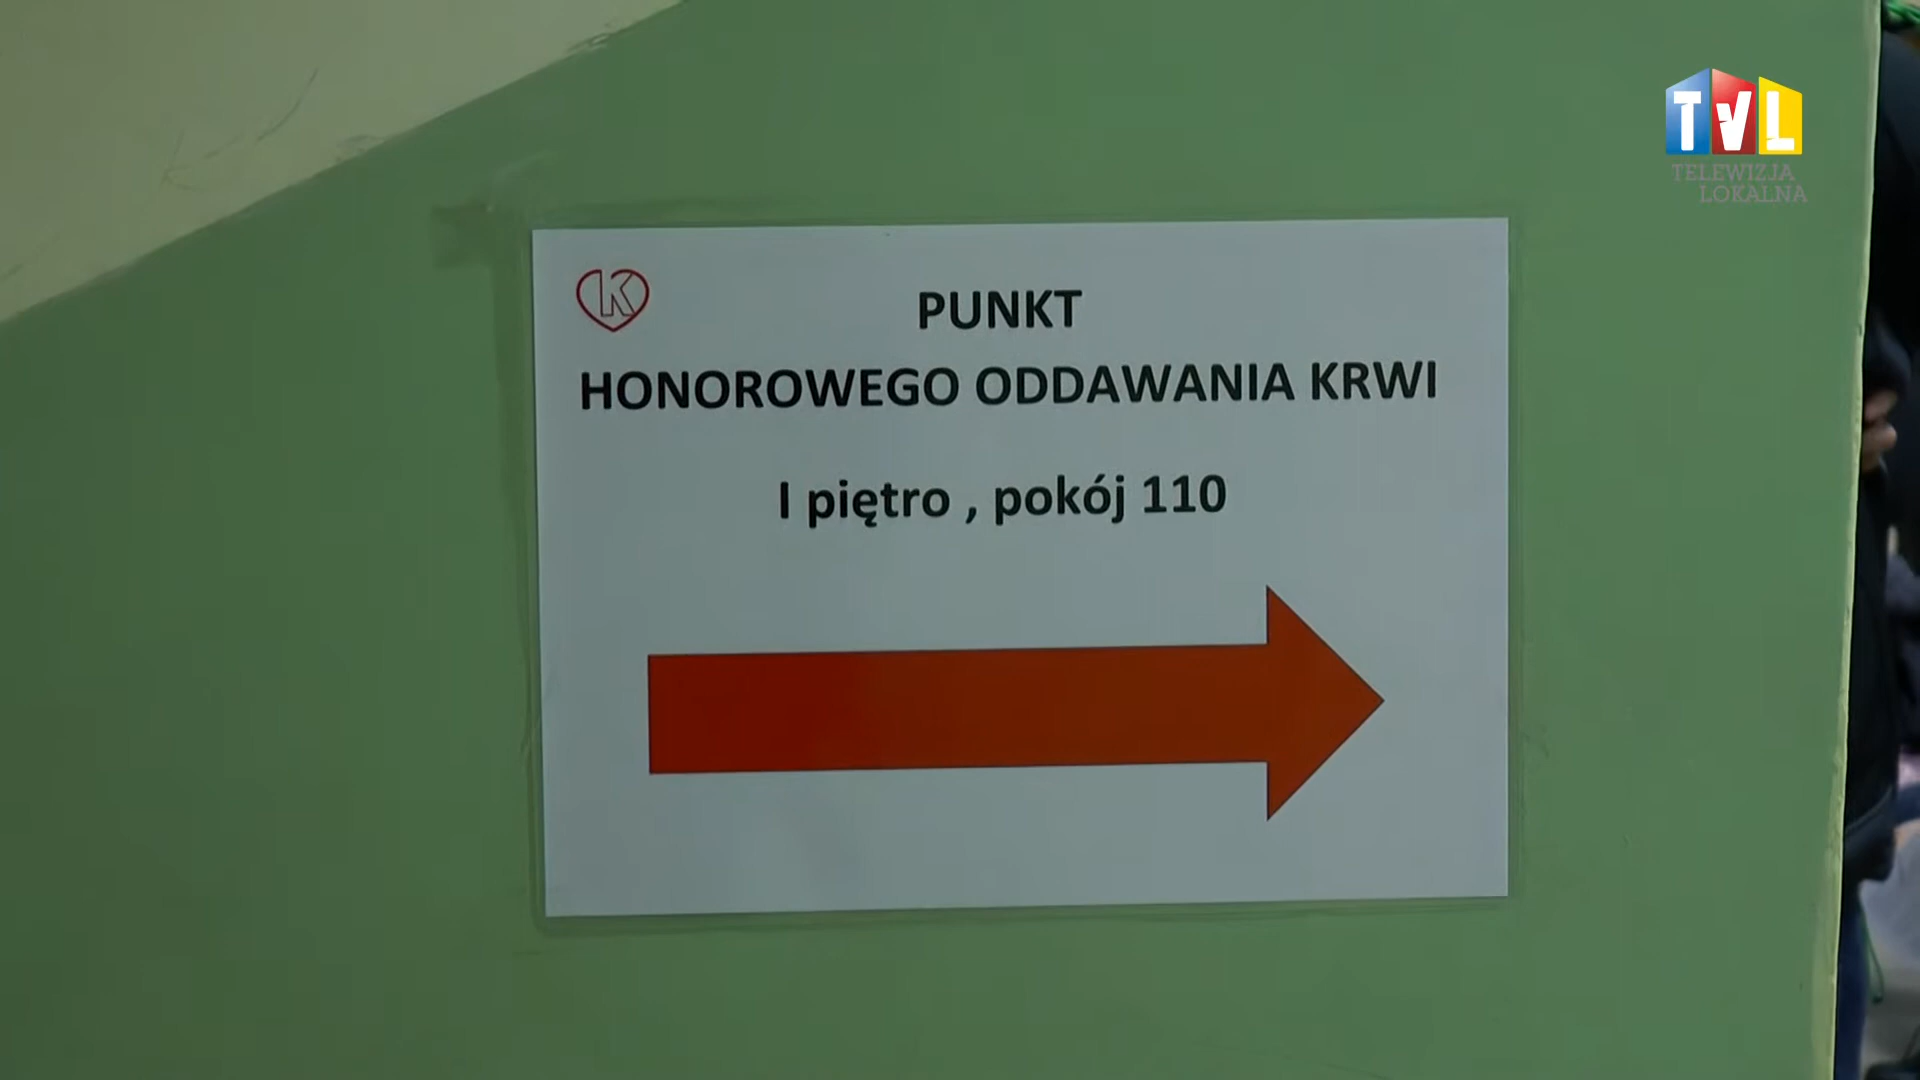 TVL
TELEWIZJA
LOKALNA
K
PUNKT
HONOROWEGO ODDAWANIA KRWI
I piętro , pokój 110